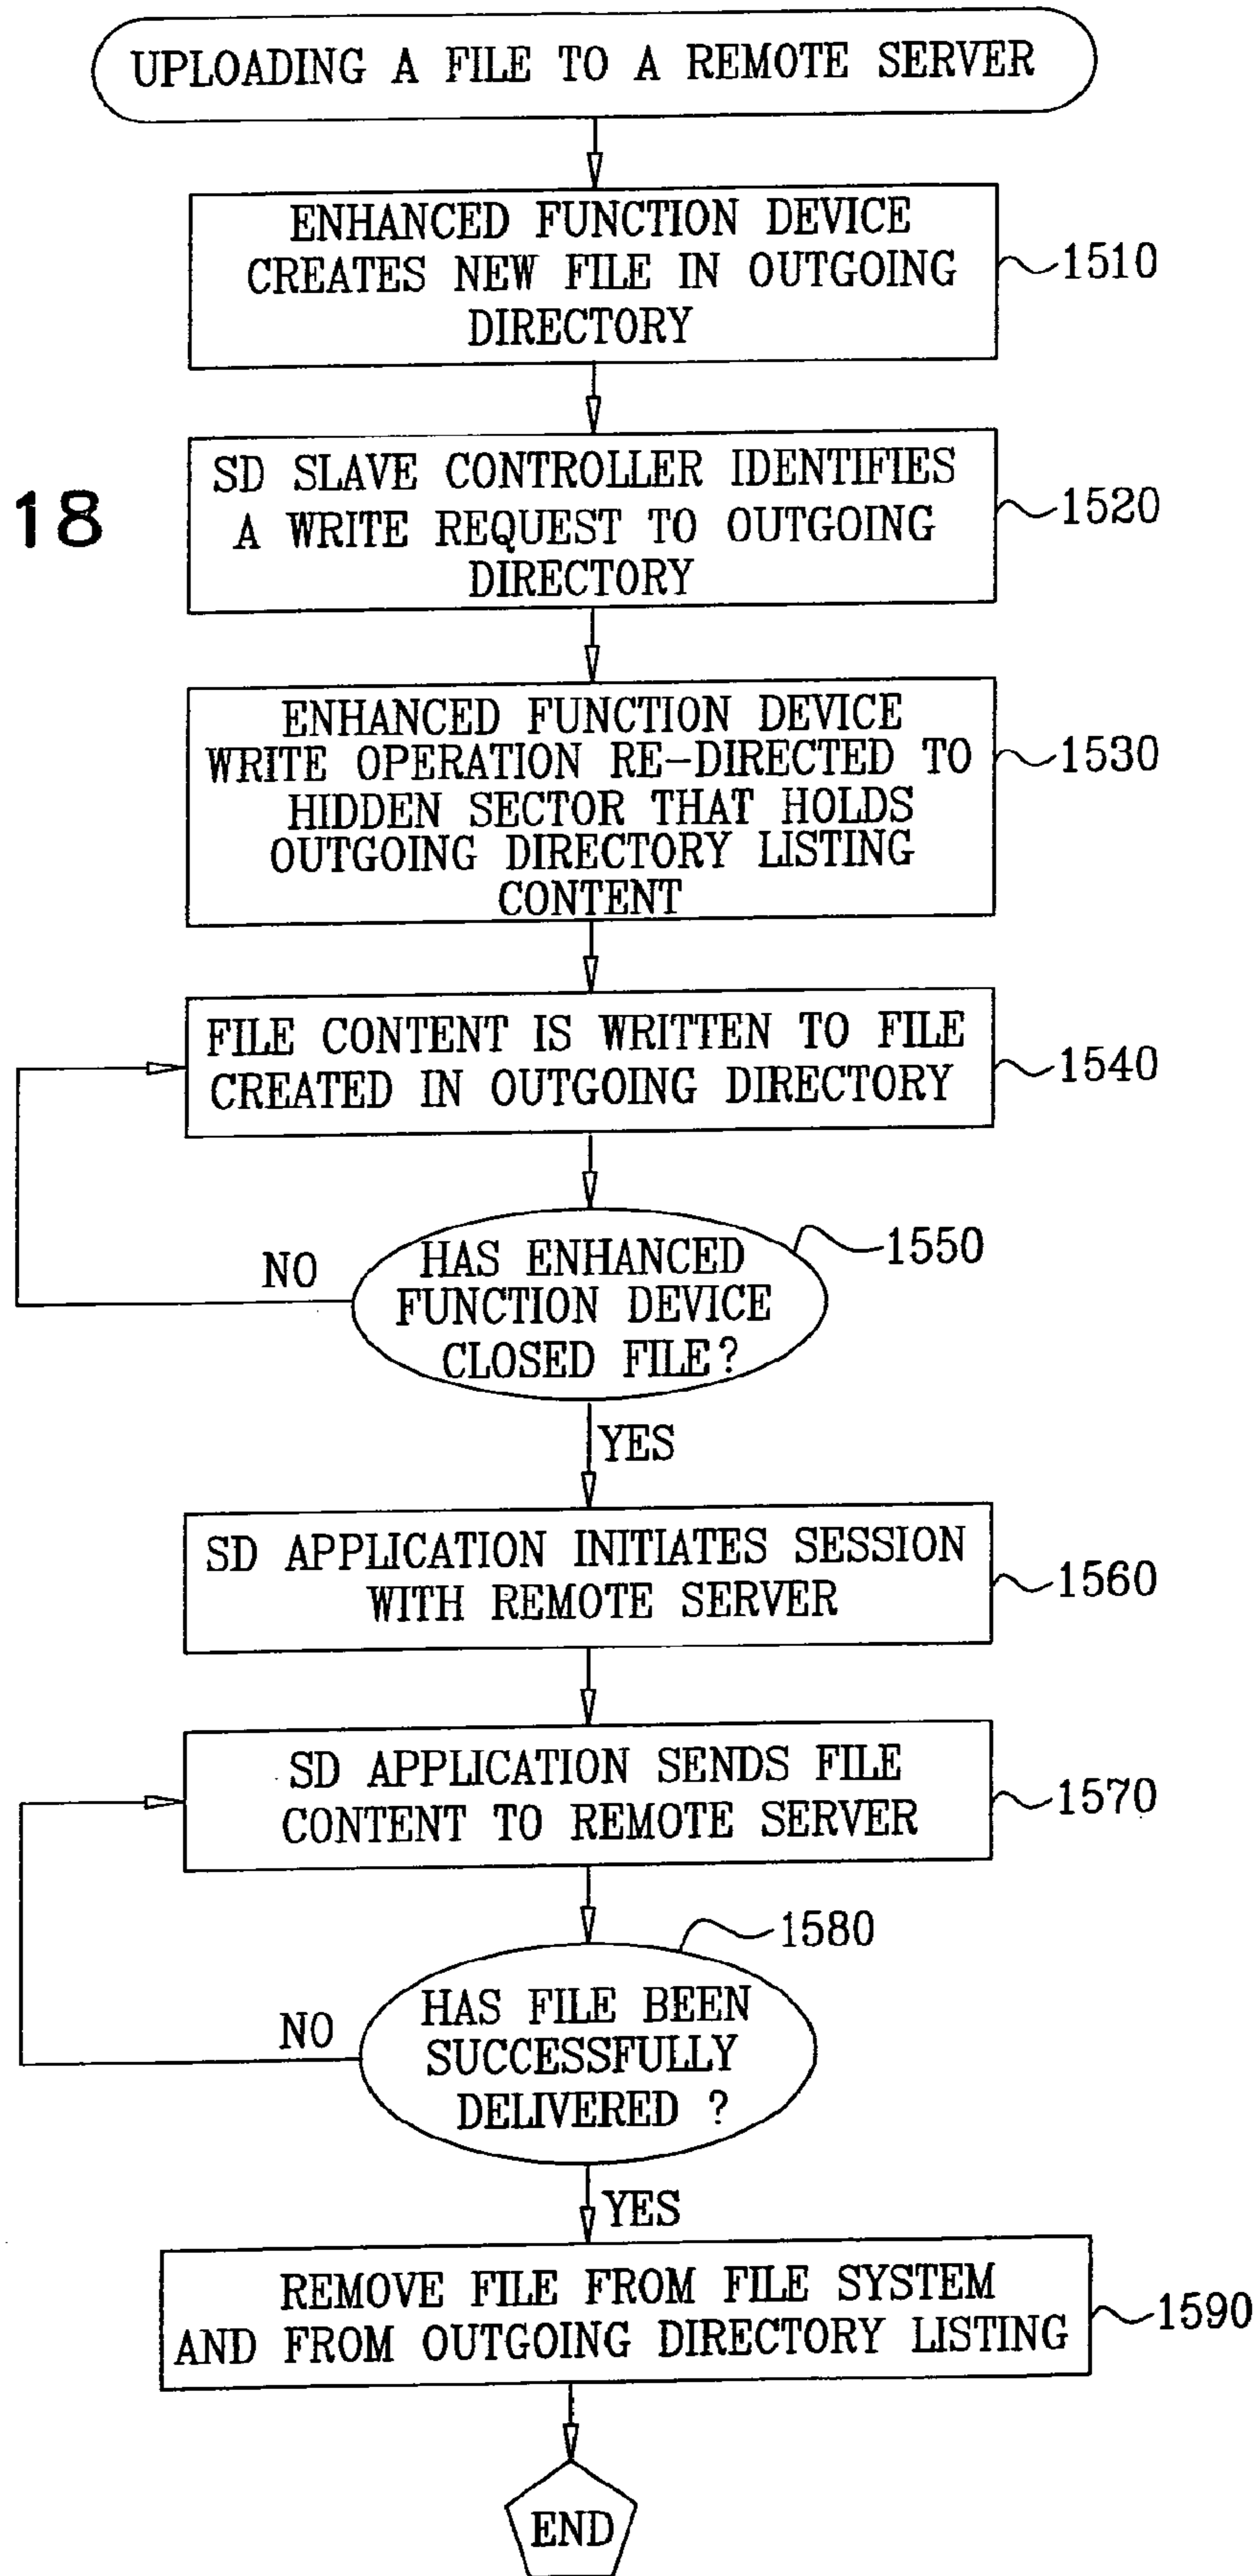 UPLOADING A FILE TO A REMOTE SERVER
ENHANCED FUNCTION DEVICE
CREATES NEW FILE IN OUTGOING
DIRECTORY
1510
18
SD SLAVE CONTROLLER IDENTIFIES
A WRITE REQUEST TO OUTGOING
DIRECTORY
1520
ENHANCED FUNCTION DEVICE
WRITE OPERATION RE-DIRECTED TO
HIDDEN SECTOR THAT HOLDS
OUTGOING DIRECTORY LISTING
CONTENT
1530
FILE CONTENT IS WRITTEN TO FILE
CREATED IN OUTGOING DIRECTORY
1540
HAS ENHANCED
FUNCTION DEVICE
CLOSED FILE?
1550
NO
YES
SD APPLICATION INITIATES SESSION
WITH REMOTE SERVER
1560
SD APPLICATION SENDS FILE
CONTENT TO REMOTE SERVER
1570
1580
HAS FILE BEEN
SUCCESSFULLY
DELIVERED ?
NO
YES
REMOVE FILE FROM FILE SYSTEM
AND FROM OUTGOING DIRECTORY LISTING
1590
END